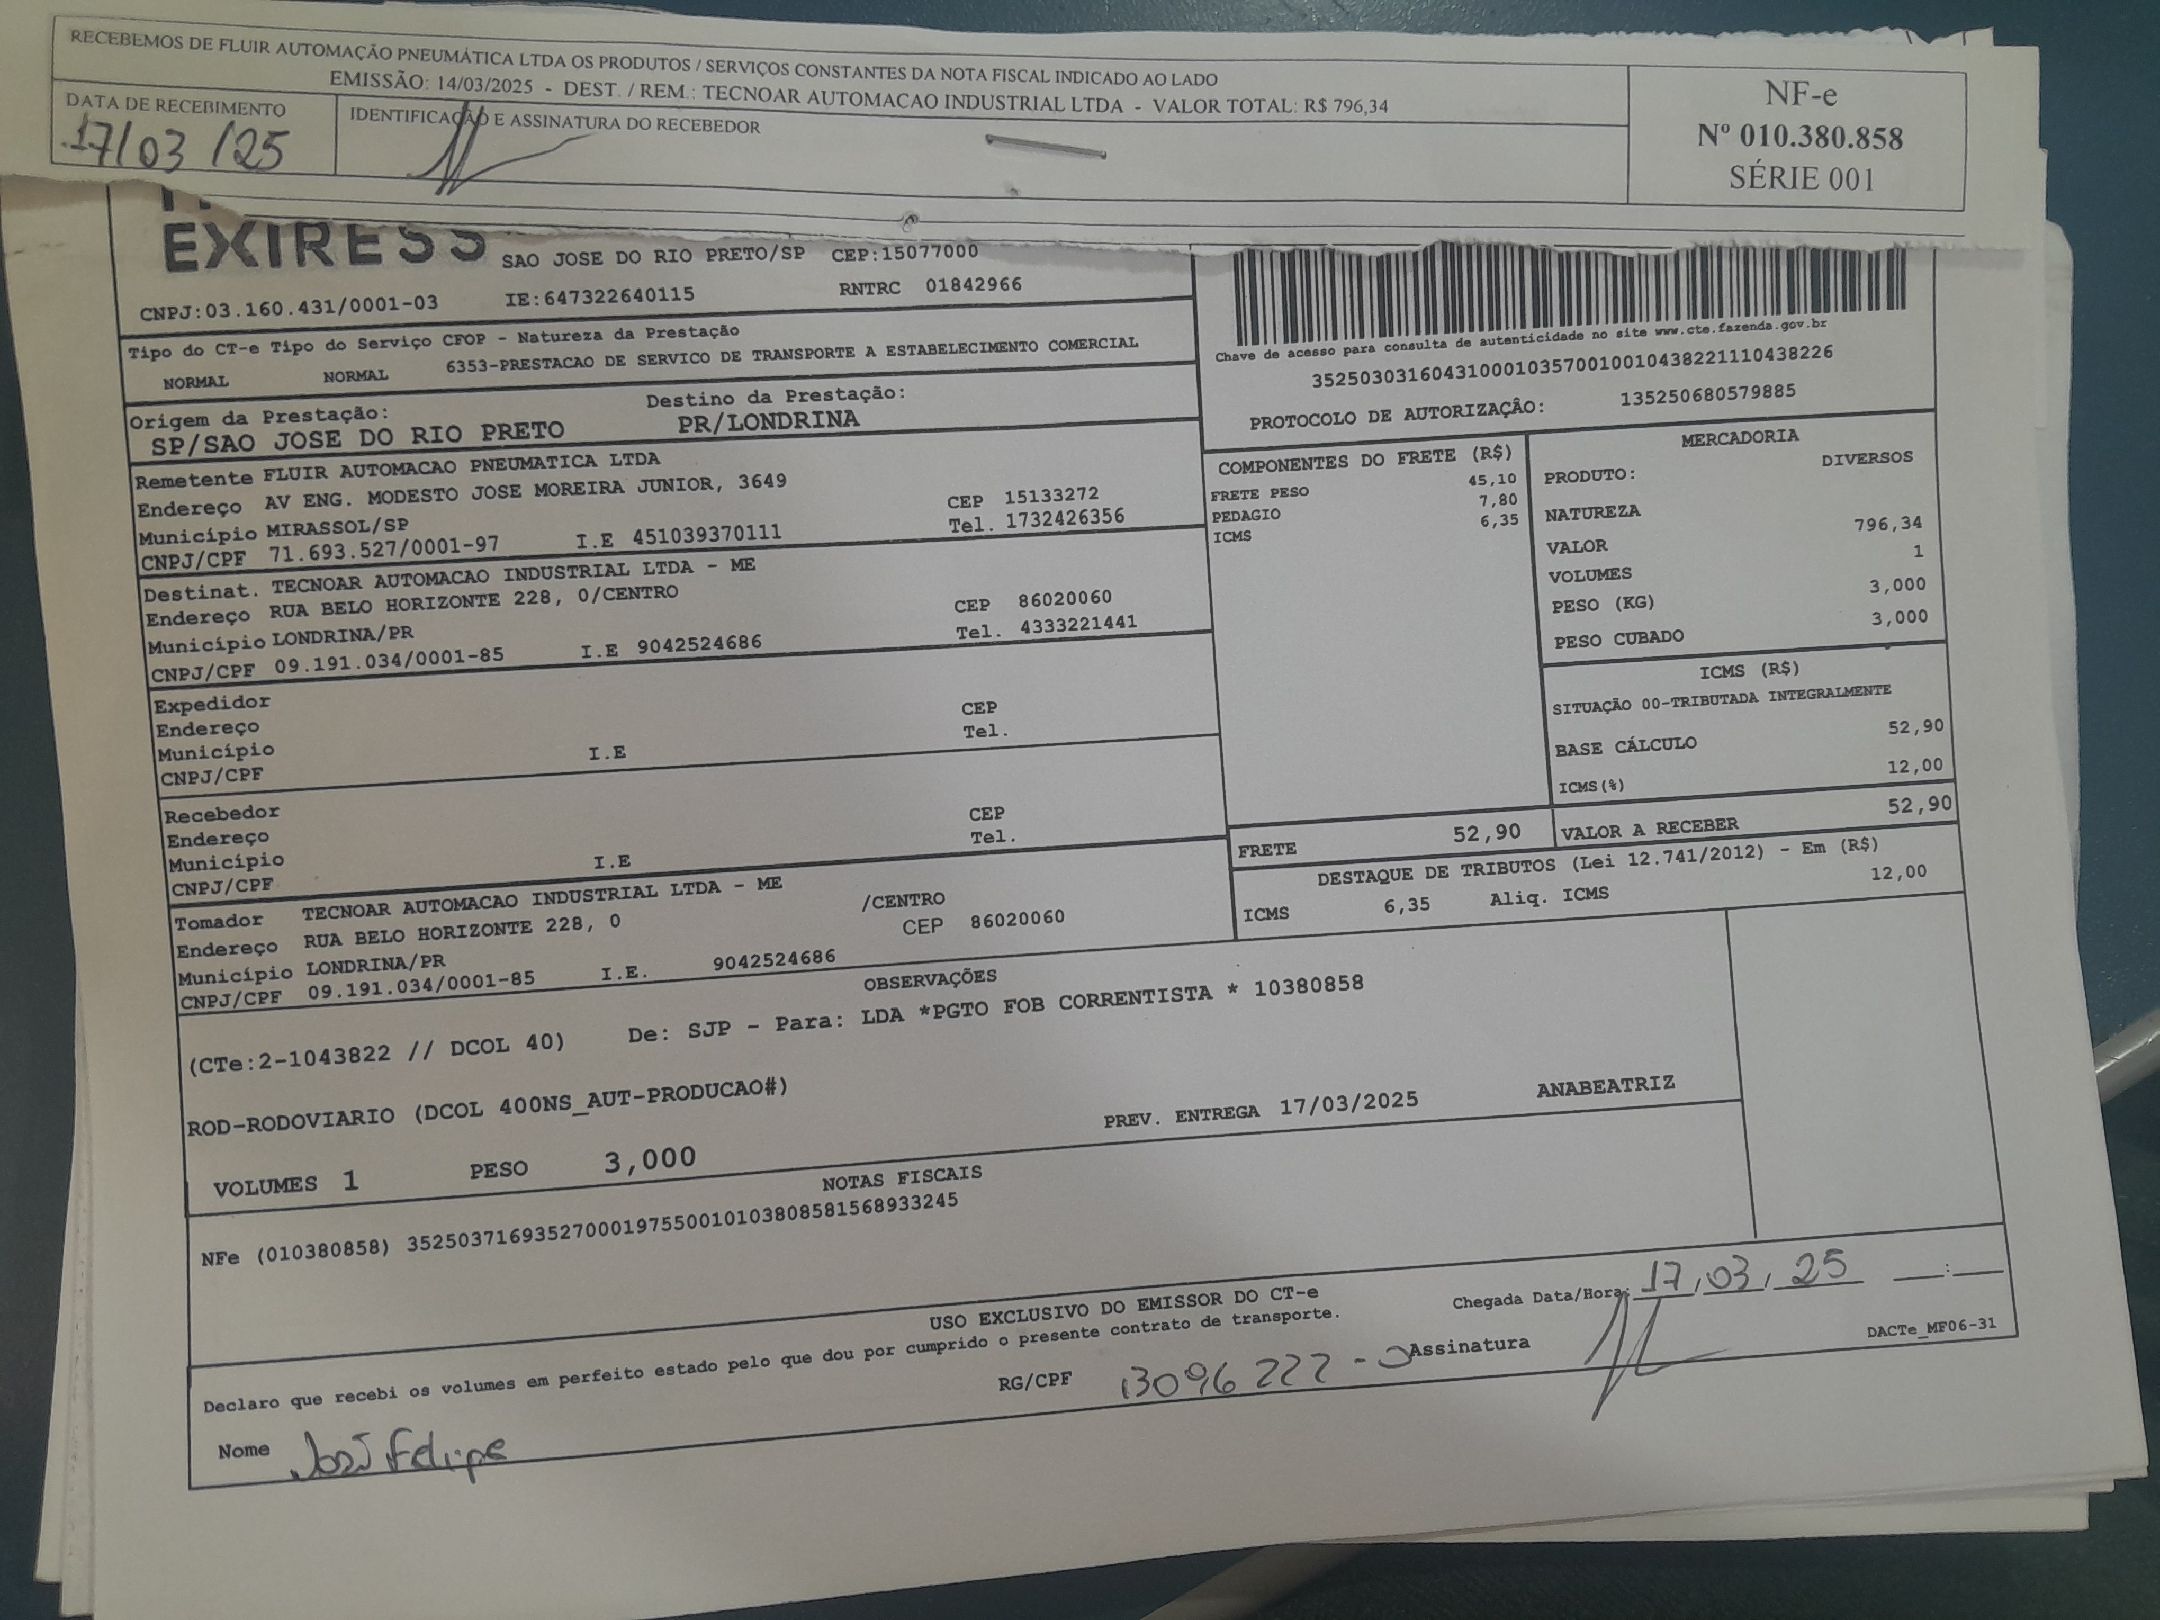 RECEBEMOS DE FLUIR AUTOMAÇÃO PNEUMÁTICA LTDA OS PRODUTOS / SERVIÇOS CONSTANTES DA NOTA FISCAL INDICADO AO LADO
EMISSÃO: 14/03/2025 - DEST. / REM.: TECNOAR AUTOMACAO INDUSTRIAL LTDA - VALOR TOTAL: R$ 796,34
DATA DE RECEBIMENTO
17/03/25
IDENTIFICAÇÃO E ASSINATURA DO RECEBEDOR
NF-e
Nº 010.380.858
SÉRIE 001
SAO JOSE DO RIO PRETO/SP CEP:15077000
CNPJ:03.160.431/0001-03 IE:647322640115 RNTRC 01842966
Tipo do CT-e Tipo do Serviço CFOP - Natureza da Prestação
NORMAL NORMAL 6353-PRESTACAO DE SERVICO DE TRANSPORTE A ESTABELECIMENTO COMERCIAL
Origem da Prestação: Destino da Prestação:
SP/SAO JOSE DO RIO PRETO PR/LONDRINA
Chave de acesso para consulta de autenticidade no site www.cte.fazenda.gov.br
35250303160431000103570010010438221110438226
PROTOCOLO DE AUTORIZAÇÃO: 135250680579885
Remetente FLUIR AUTOMACAO PNEUMATICA LTDA
Endereço AV ENG. MODESTO JOSE MOREIRA JUNIOR, 3649 CEP 15133272
Município MIRASSOL/SP Tel. 1732426356
CNPJ/CPF 71.693.527/0001-97 I.E 451039370111
Destinat. TECNOAR AUTOMACAO INDUSTRIAL LTDA - ME
Endereço RUA BELO HORIZONTE 228, 0/CENTRO CEP 86020060
Município LONDRINA/PR Tel. 4333221441
CNPJ/CPF 09.191.034/0001-85 I.E 9042524686
Expedidor
Endereço CEP
Município Tel.
CNPJ/CPF I.E
Recebedor
Endereço CEP
Município Tel.
CNPJ/CPF I.E
Tomador TECNOAR AUTOMACAO INDUSTRIAL LTDA - ME
Endereço RUA BELO HORIZONTE 228, 0 /CENTRO
Município LONDRINA/PR CEP 86020060
CNPJ/CPF 09.191.034/0001-85 I.E. 9042524686
COMPONENTES DO FRETE (R$)
FRETE PESO 45,10
PEDAGIO 7,80
ICMS 6,35
MERCADORIA
PRODUTO: DIVERSOS
NATUREZA
VALOR 796,34
VOLUMES 1
PESO (KG) 3,000
PESO CUBADO 3,000
ICMS (R$)
SITUAÇÃO 00-TRIBUTADA INTEGRALMENTE
BASE CÁLCULO 52,90
ICMS(%) 12,00
FRETE 52,90 VALOR A RECEBER 52,90
DESTAQUE DE TRIBUTOS (Lei 12.741/2012) - Em (R$)
ICMS 6,35 Aliq. ICMS 12,00
OBSERVAÇÕES
(CTe:2-1043822 // DCOL 40) De: SJP - Para: LDA *PGTO FOB CORRENTISTA * 10380858
ROD-RODOVIARIO (DCOL 400NS_AUT-PRODUCAO#)
PREV. ENTREGA 17/03/2025 ANABEATRIZ
VOLUMES 1 PESO 3,000
NOTAS FISCAIS
NFe (010380858) 35250371693527000197550010103808581568933245
USO EXCLUSIVO DO EMISSOR DO CT-e
Declaro que recebi os volumes em perfeito estado pelo que dou por cumprido o presente contrato de transporte.
Chegada Data/Hora: 17/03/25 __:__
Nome José Felipe RG/CPF 13096222-0 Assinatura
DACTe_MF06-31